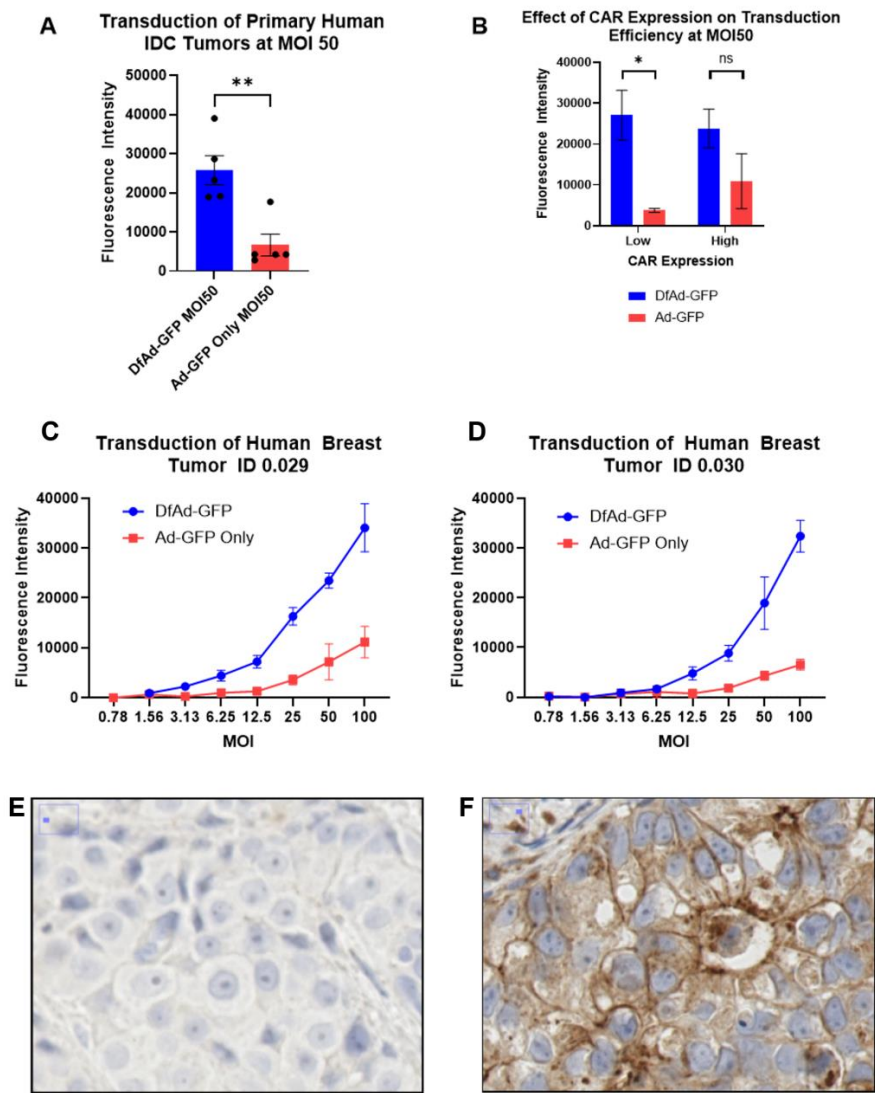 A
Transduction of Primary Human
IDC Tumors at MOI 50
Fluorescence Intensity
50000
40000
30000
20000
10000
0
**
DfAd-GFP MOI50
Ad-GFP Only MOI50
B
Effect of CAR Expression on Transduction
Efficiency at MOI50
Fluorescence Intensity
40000
30000
20000
10000
0
*
ns
Low
High
CAR Expression
DfAd-GFP
Ad-GFP
C
Transduction of Human Breast
Tumor ID 0.029
Fluorescence Intensity
40000
30000
20000
10000
0
DfAd-GFP
Ad-GFP Only
0.78 1.56 3.13 6.25 12.5 25 50 100
MOI
D
Transduction of Human Breast
Tumor ID 0.030
Fluorescence Intensity
40000
30000
20000
10000
0
DfAd-GFP
Ad-GFP Only
0.78 1.56 3.13 6.25 12.5 25 50 100
MOI
E
F